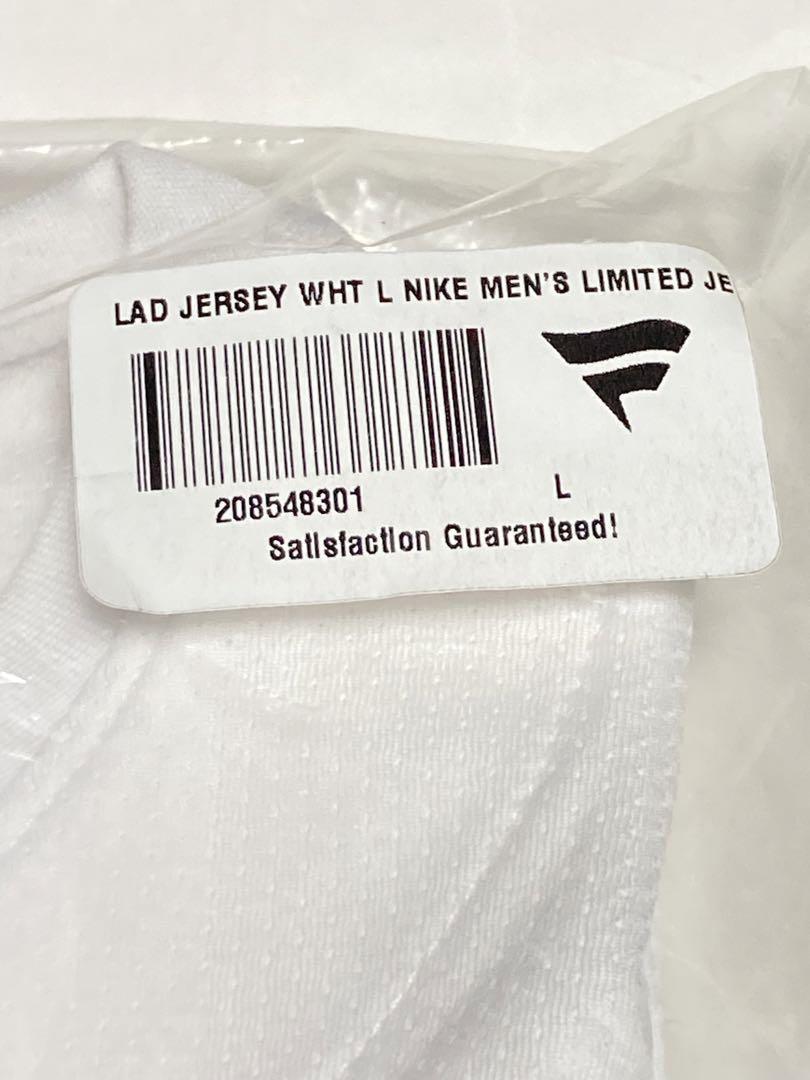 LAD JERSEY WHT L NIKE MEN'S LIMITED JE
208548301
L
Satisfaction Guaranteed!